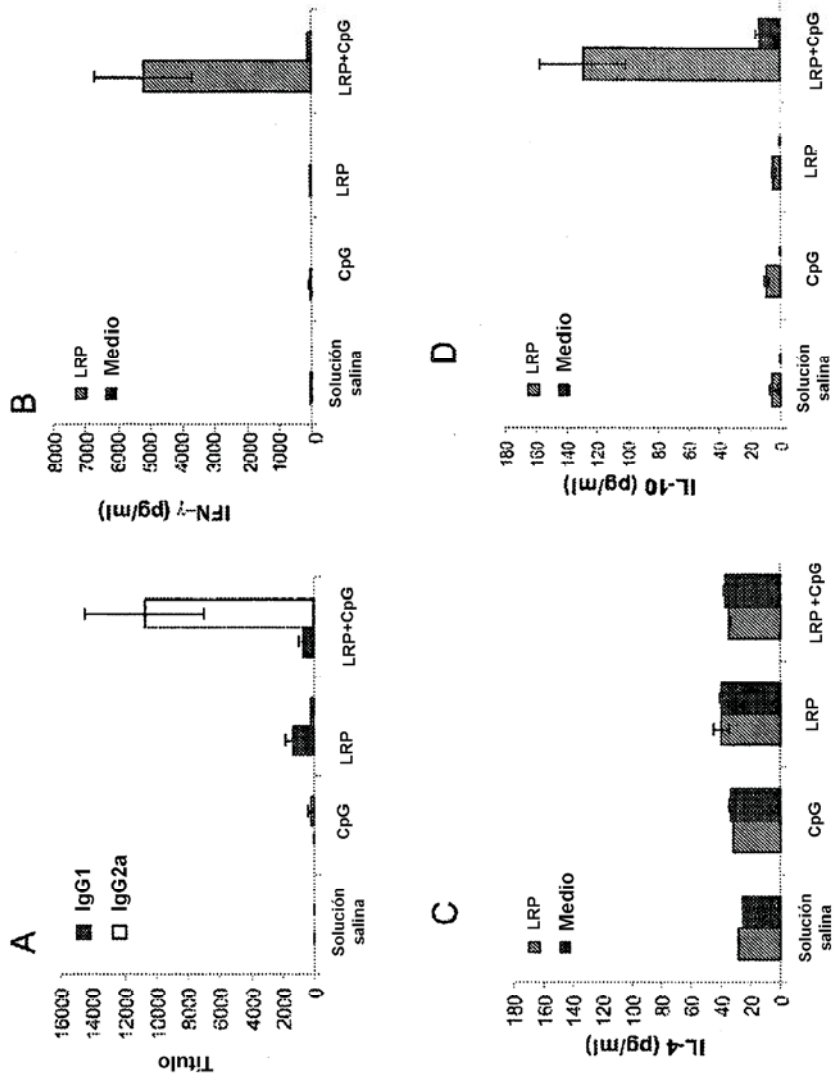 A
Título
16000
14000
12000
10000
8000
6000
4000
2000
0
IgG1
IgG2a
Solución salina
CpG
LRP
LRP+CpG
B
IFN-γ (pg/ml)
8000
7000
6000
5000
4000
3000
2000
1000
0
LRP
Medio
Solución salina
CpG
LRP
LRP+CpG
C
IL-4 (pg/ml)
180
160
140
120
100
80
60
40
20
0
LRP
Medio
Solución salina
CpG
LRP
LRP+CpG
D
IL-10 (pg/ml)
180
160
140
120
100
80
60
40
20
0
LRP
Medio
Solución salina
CpG
LRP
LRP+CpG